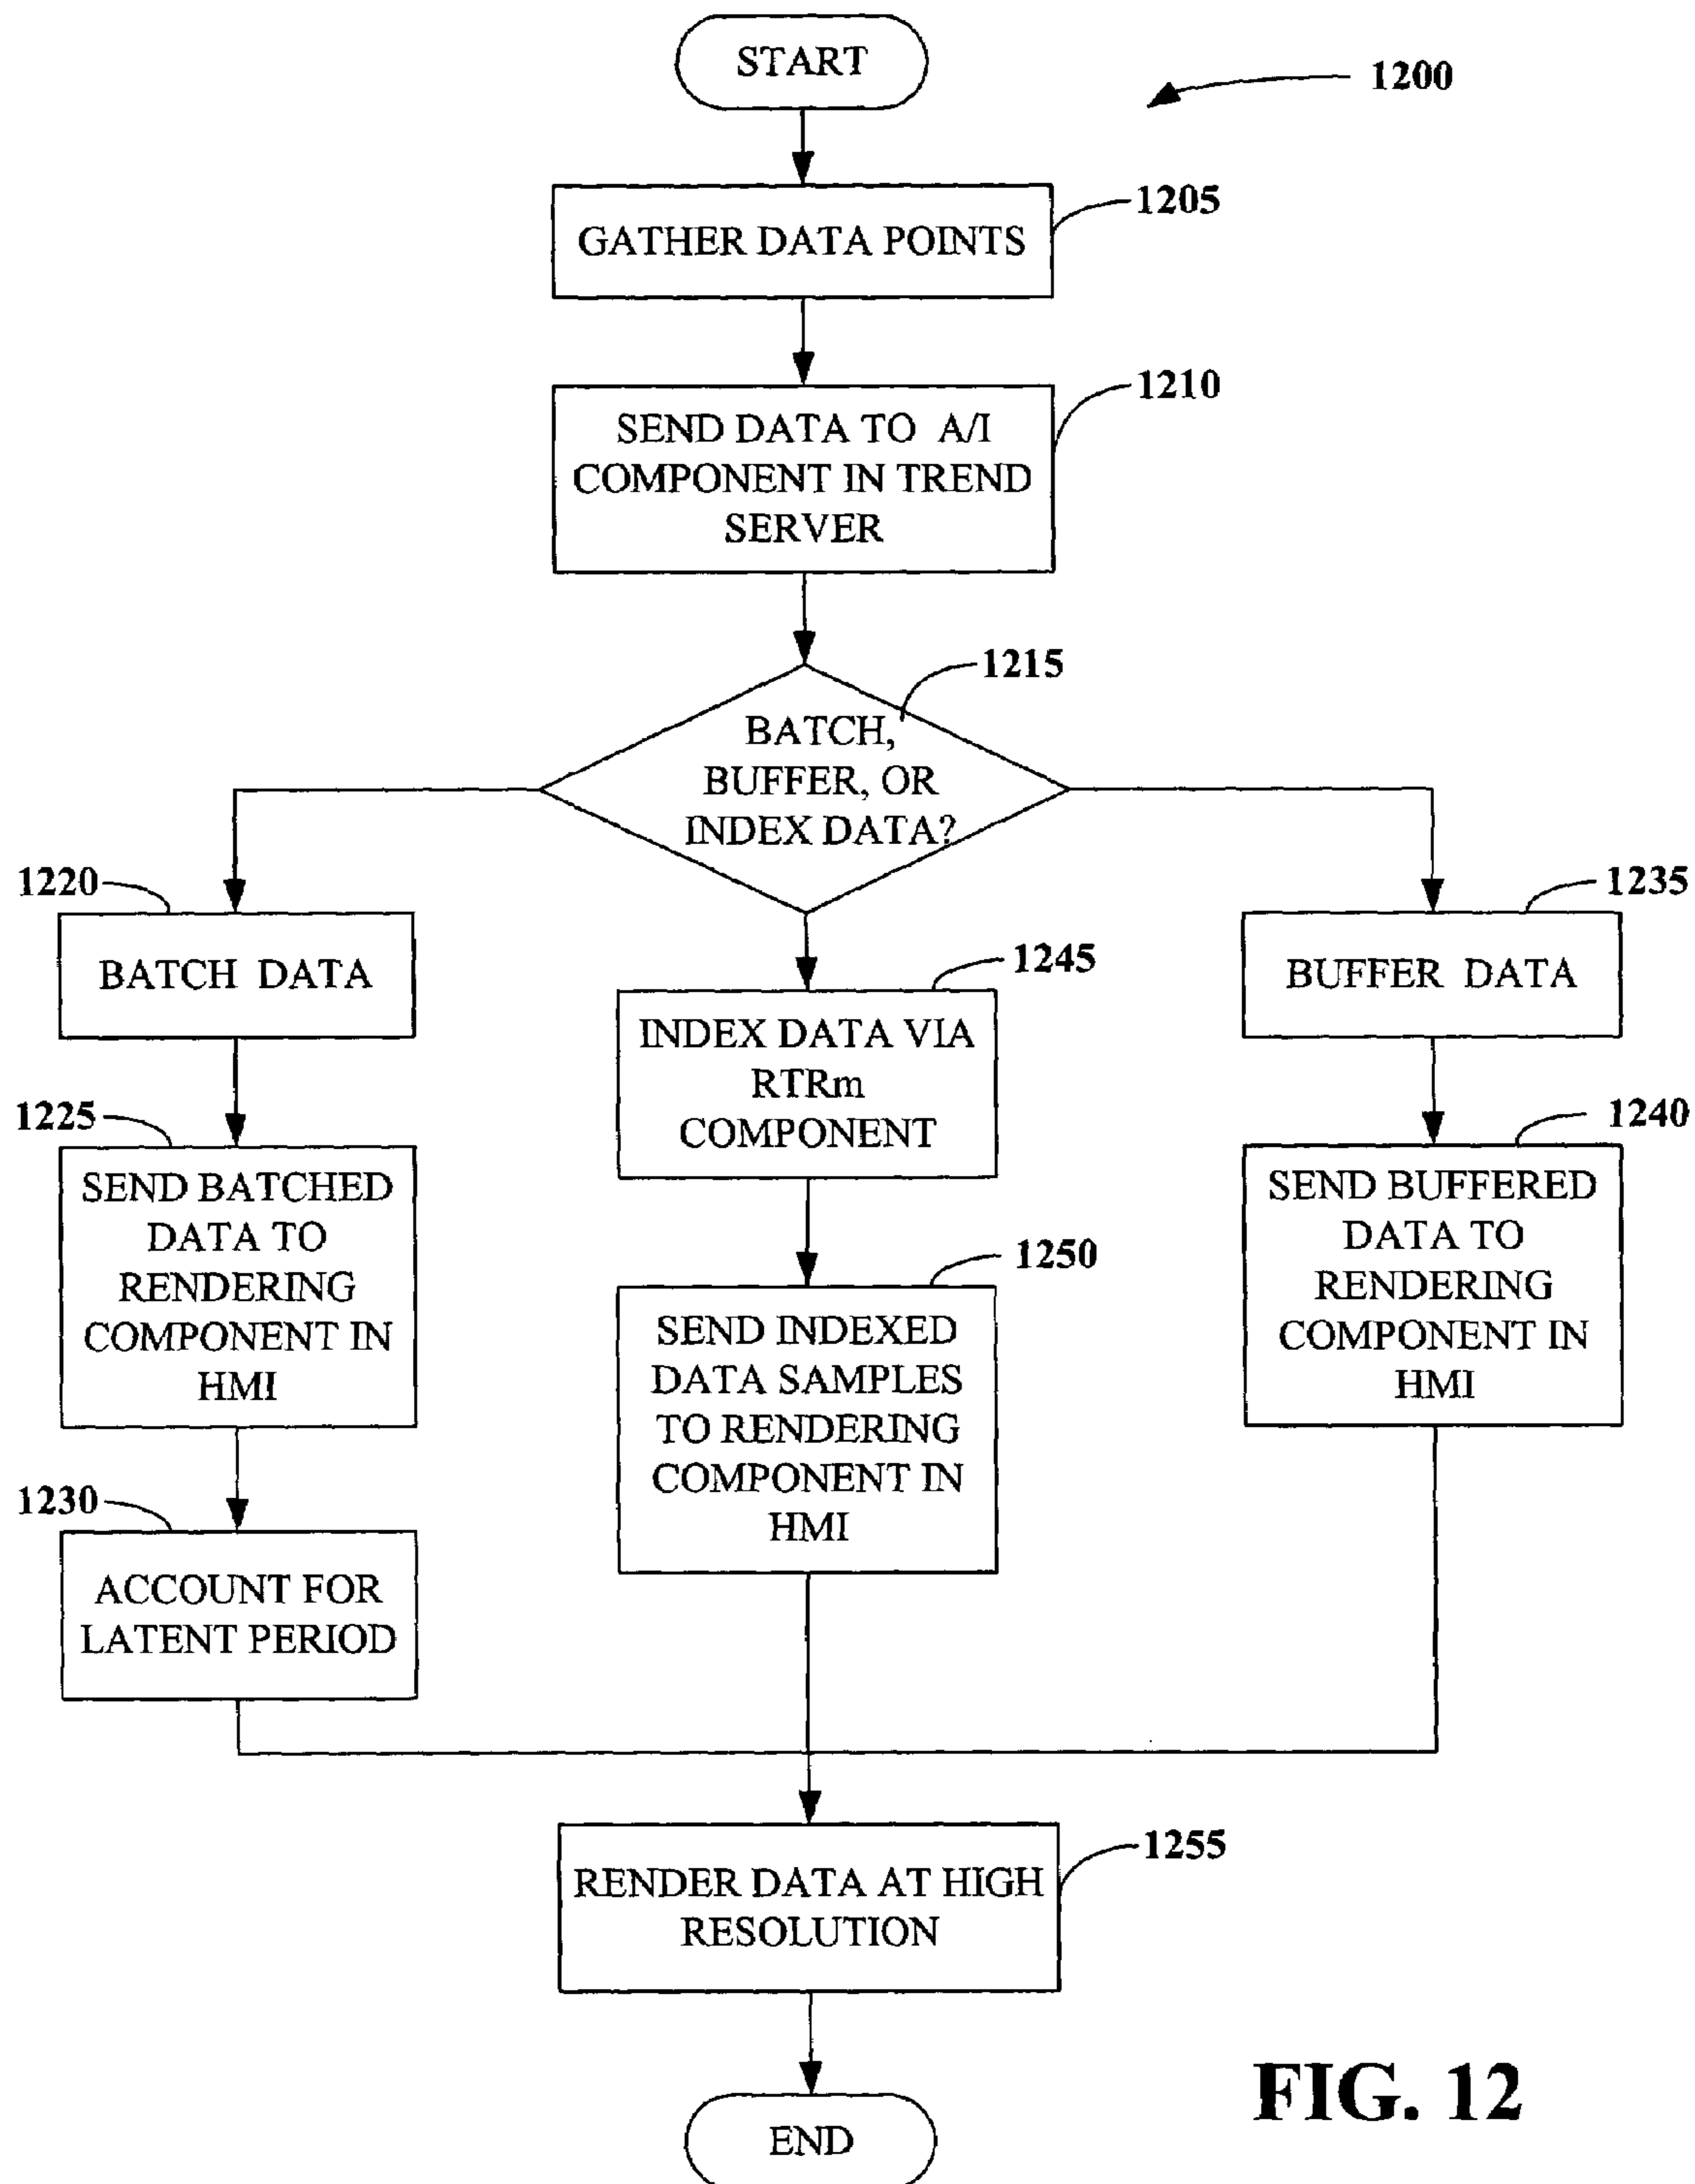 START
1200
1205
GATHER DATA POINTS
1210
SEND DATA TO A/I
COMPONENT IN TREND
SERVER
1215
BATCH,
BUFFER, OR
INDEX DATA?
1220
BATCH DATA
1225
SEND BATCHED
DATA TO
RENDERING
COMPONENT IN
HMI
1230
ACCOUNT FOR
LATENT PERIOD
1245
INDEX DATA VIA
RTRm
COMPONENT
1250
SEND INDEXED
DATA SAMPLES
TO RENDERING
COMPONENT IN
HMI
1235
BUFFER DATA
1240
SEND BUFFERED
DATA TO
RENDERING
COMPONENT IN
HMI
1255
RENDER DATA AT HIGH
RESOLUTION
END
FIG. 12